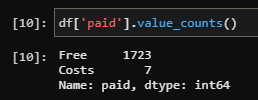 [10]: df['paid'].value_counts()
[10]: Free 1723
Costs 7
Name: paid, dtype: int64